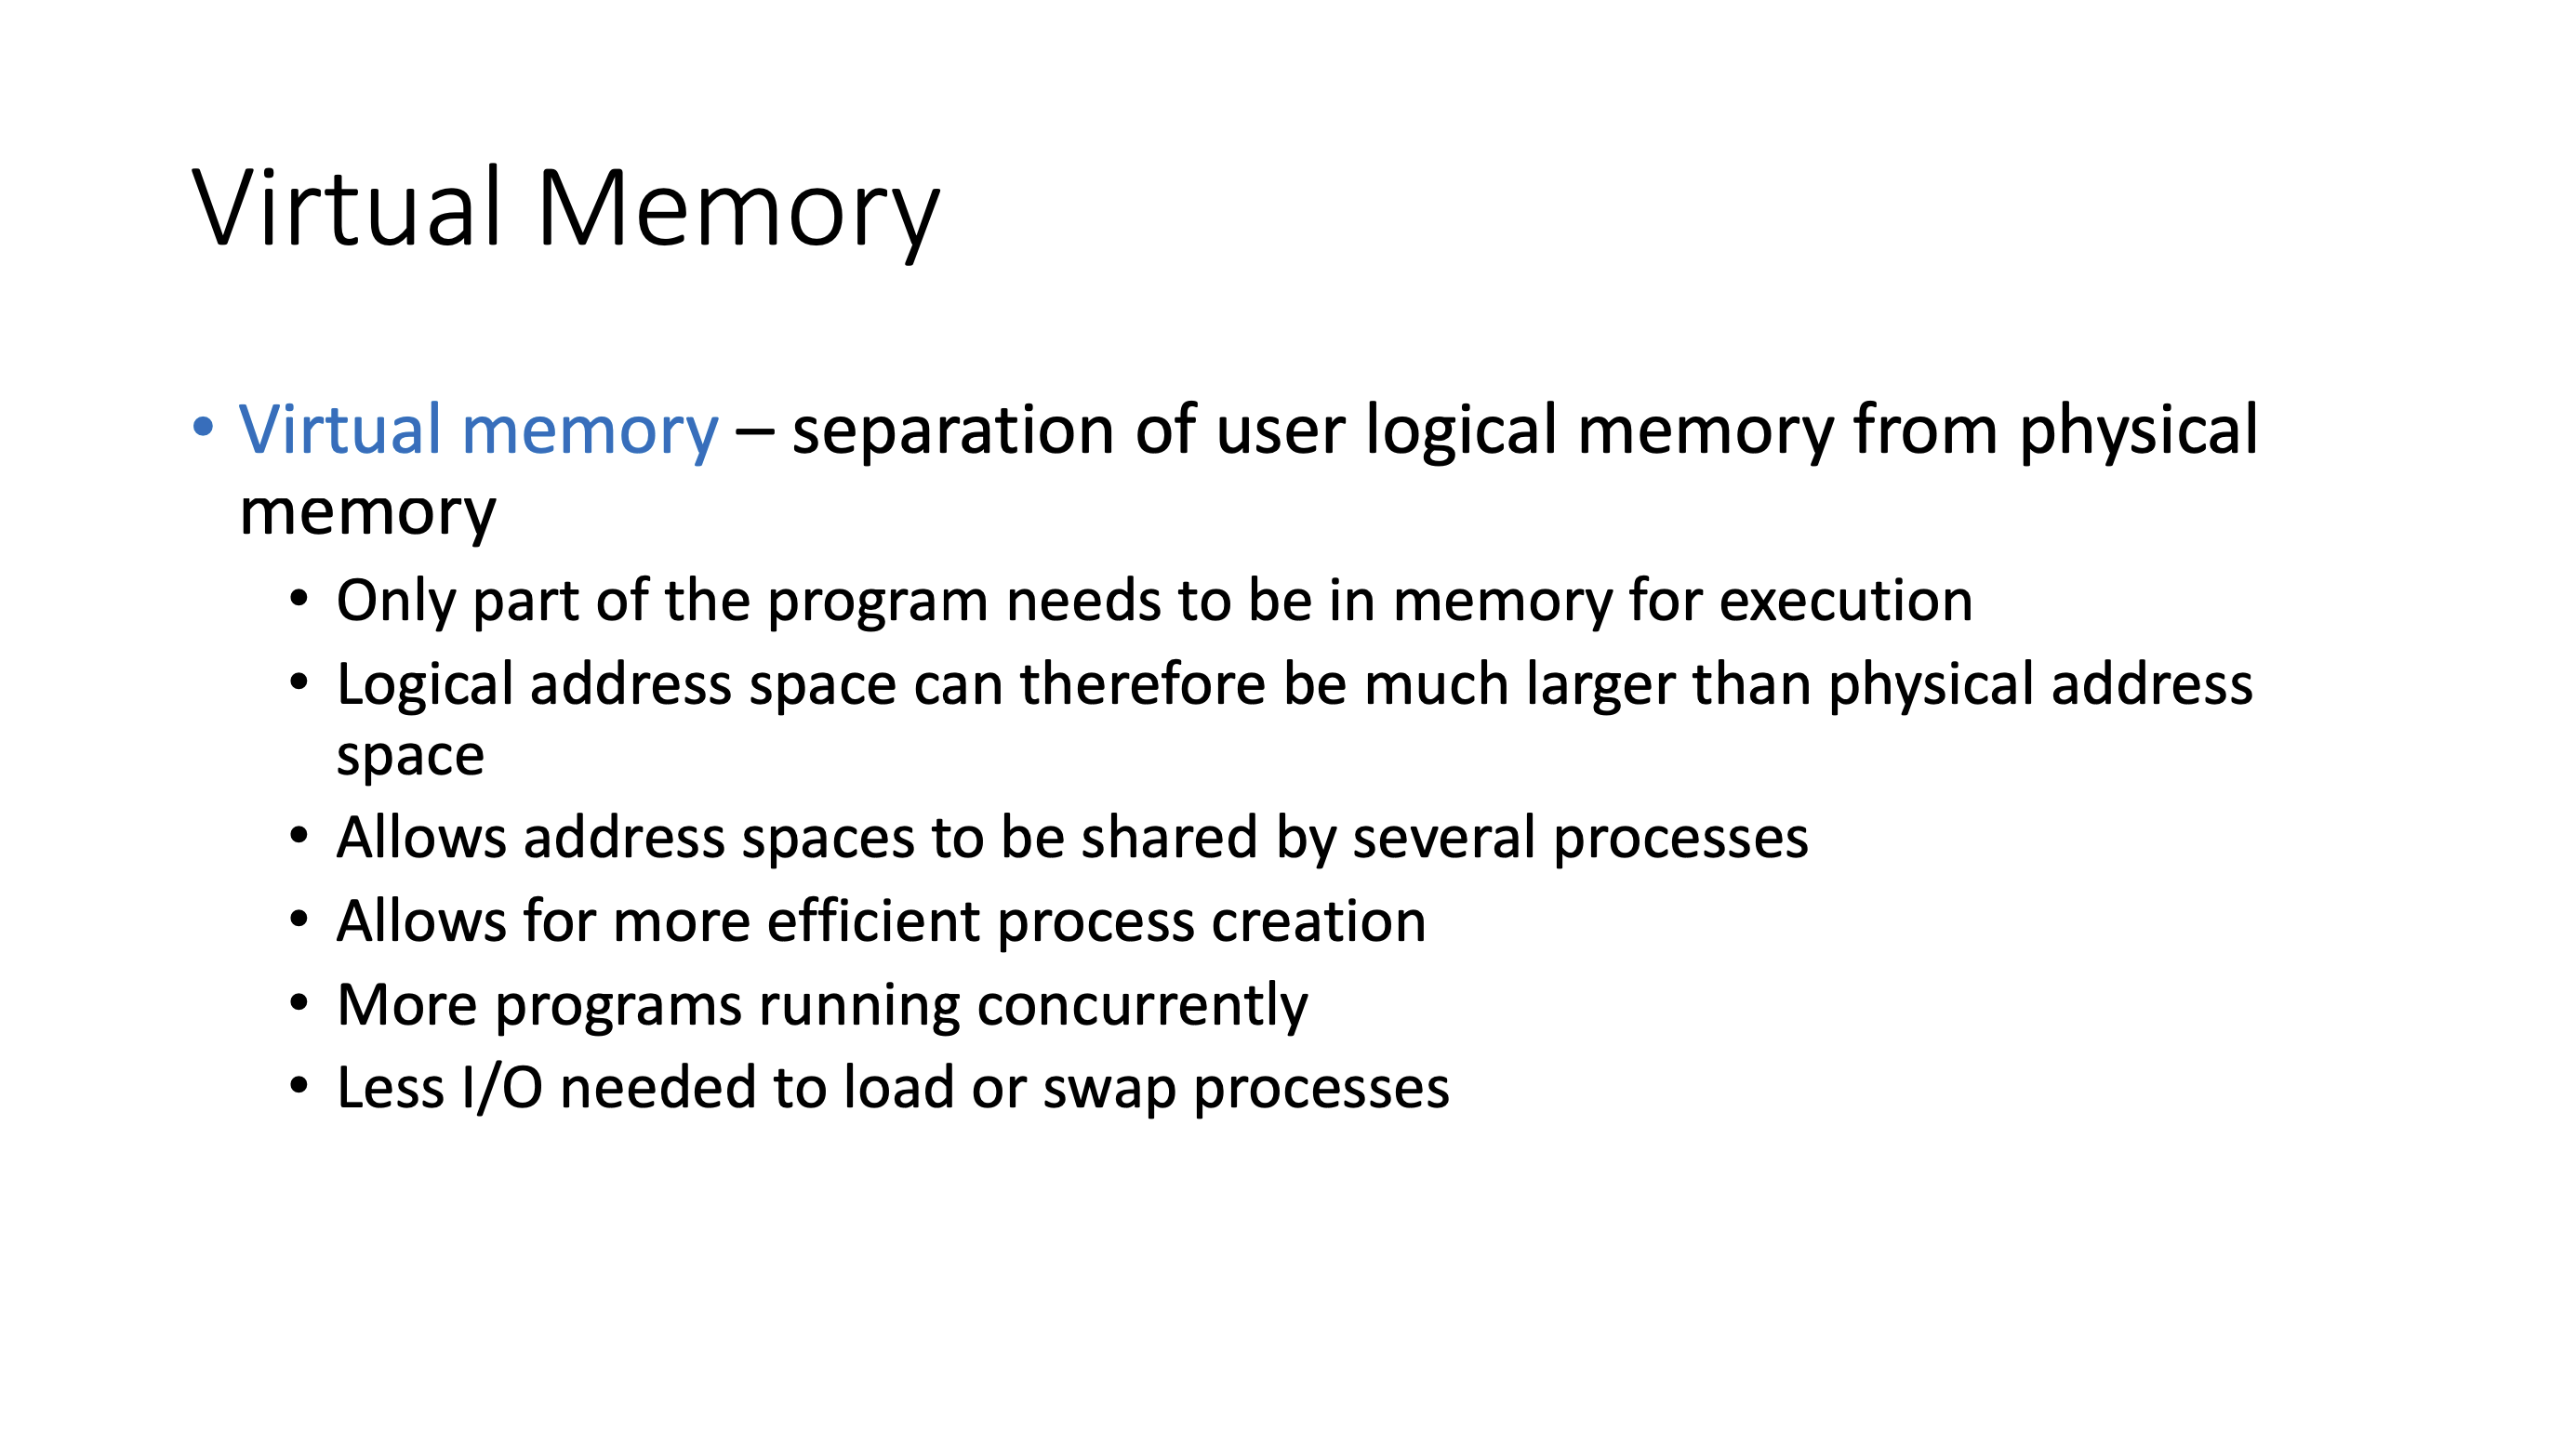 Virtual Memory
• Virtual memory – separation of user logical memory from physical
memory
• Only part of the program needs to be in memory for execution
• Logical address space can therefore be much larger than physical address
space
• Allows address spaces to be shared by several processes
• Allows for more efficient process creation
• More programs running concurrently
• Less I/O needed to load or swap processes